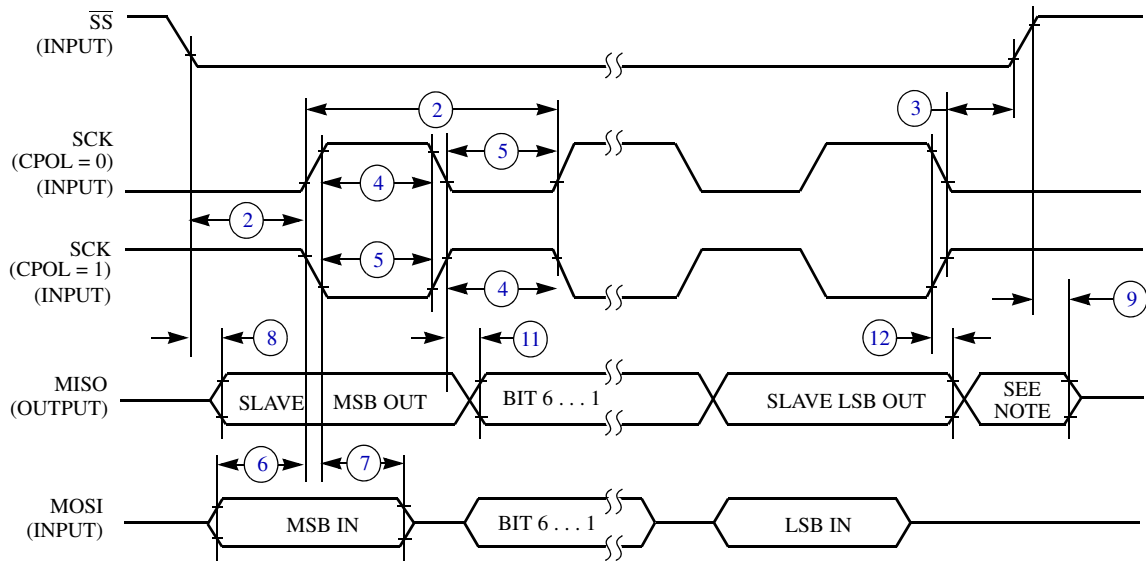 SS
(INPUT)
2
3
SCK
(CPOL = 0)
(INPUT)
5
4
2
SCK
(CPOL = 1)
(INPUT)
5
4
9
8
11
12
MISO
(OUTPUT)
SLAVE MSB OUT
BIT 6 . . . 1
SLAVE LSB OUT
SEE
NOTE
6
7
MOSI
(INPUT)
MSB IN
BIT 6 . . . 1
LSB IN